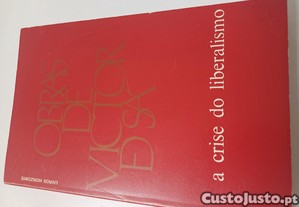 OBRAS
DE
VICTOR
DE SÁ
a crise do liberalismo
LIVROS HORIZONTE
CustoJusto.pt